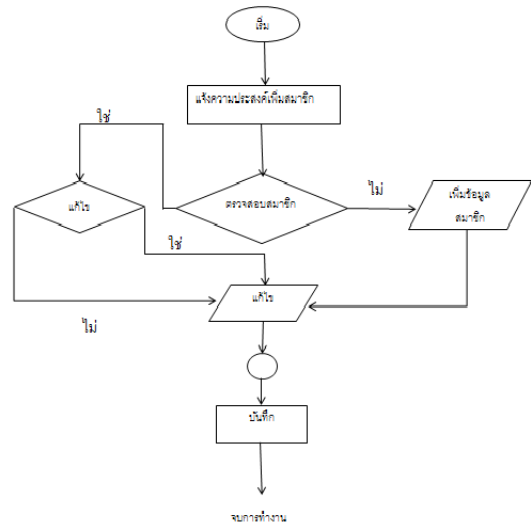 เริ่ม
แจ้งความประสงค์เพิ่มสมาชิก
ใช่
แก้ไข
ตรวจสอบสมาชิก
ไม่
เพิ่มข้อมูล
สมาชิก
ใช่
แก้ไข
ไม่
บันทึก
จบการทำงาน